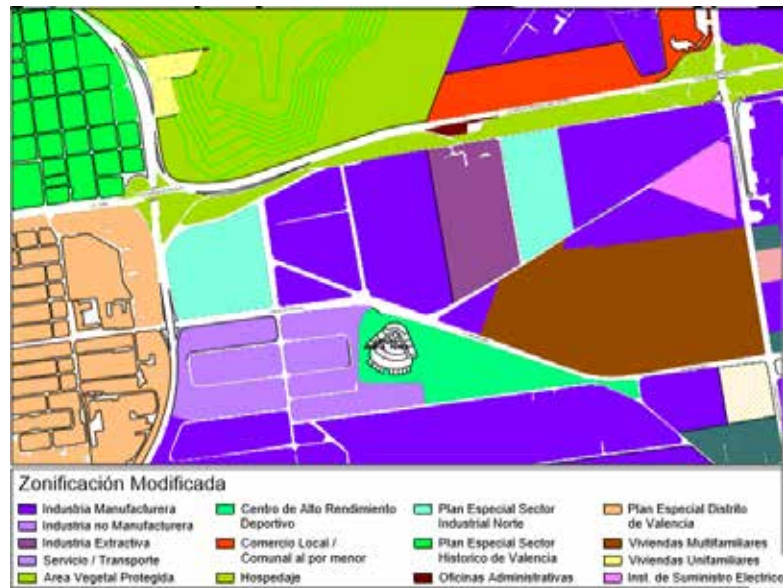 Zonificación Modificada
Industria Manufacturera
Industria no Manufacturera
Industria Extractiva
Servicio / Transporte
Area Vegetal Protegida
Centro de Alto Rendimiento
Deportivo
Comercio Local /
Comunal al por menor
Hospedaje
Plan Especial Sector
Industrial Norte
Plan Especial Sector
Historico de Valencia
Oficinas Administrativas
Plan Especial Distrito
de Valencia
Viviendas Multifamiliares
Viviendas Unifamiliares
Inst. de Suministro Electrico